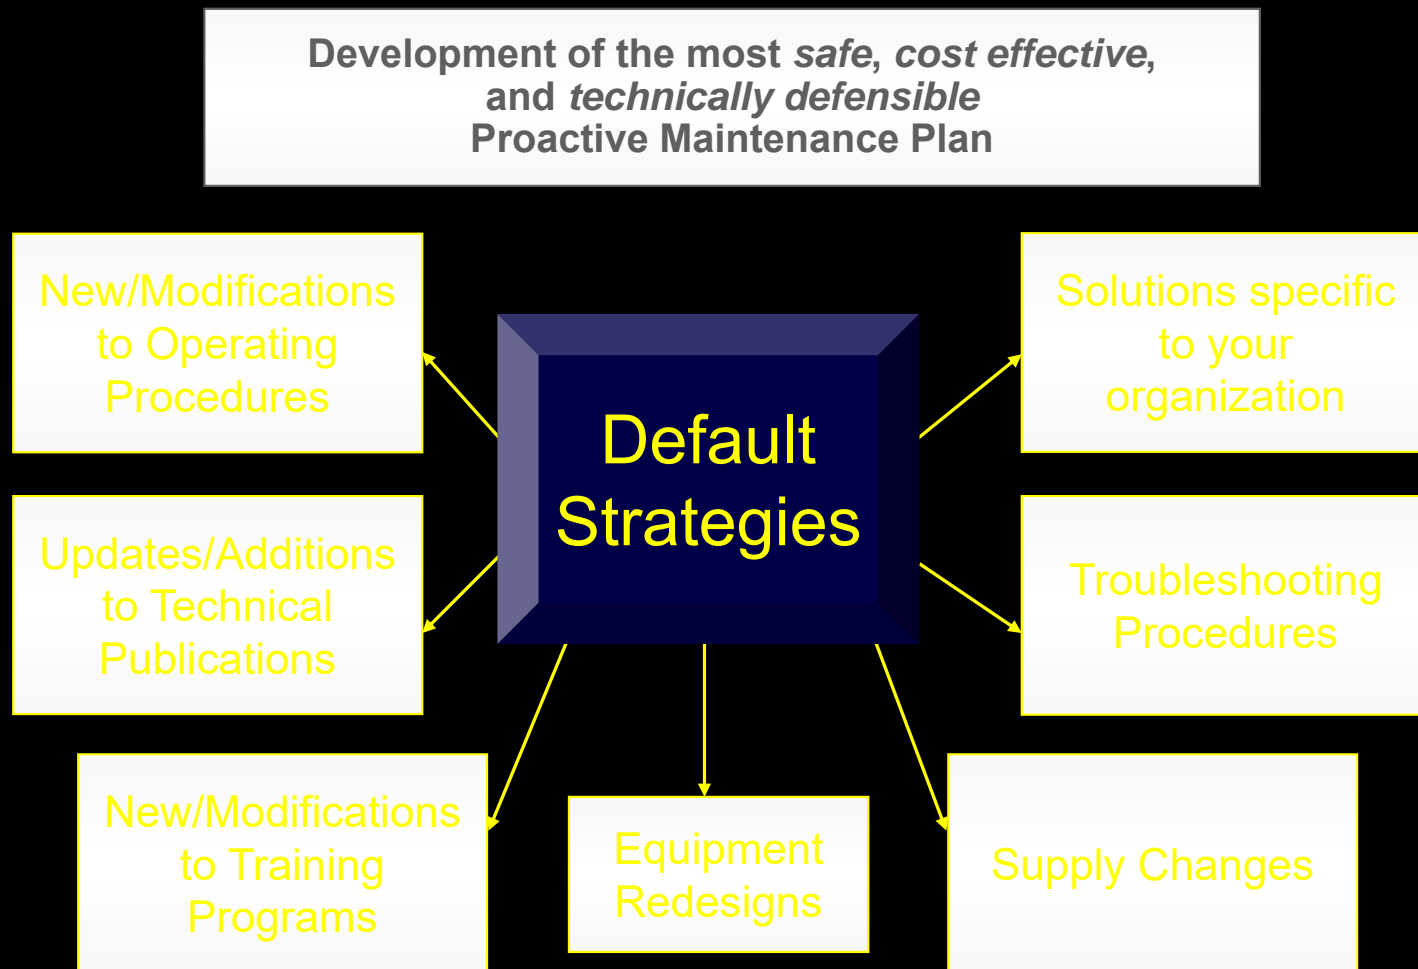 Development of the most safe, cost effective,
and technically defensible
Proactive Maintenance Plan
New/Modifications
to Operating
Procedures
Solutions specific
to your
organization
Default
Strategies
Updates/Additions
to Technical
Publications
Troubleshooting
Procedures
New/Modifications
to Training
Programs
Equipment
Redesigns
Supply Changes